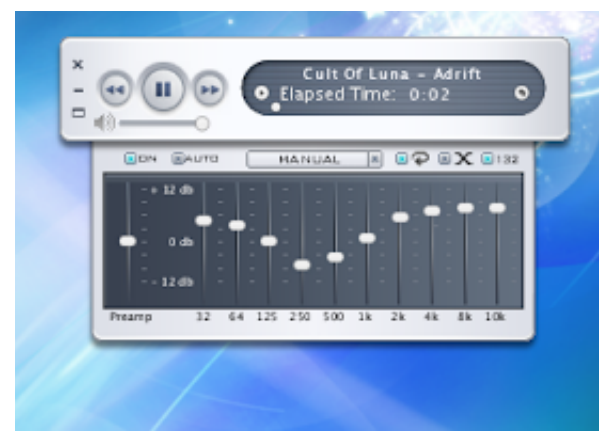 Cult Of Luna – Adrift
Elapsed Time: 0:02
ON AUTO MANUAL 132
+ 12 db
0 db
- 12 db
Preamp 32 64 125 250 500 1k 2k 4k 8k 10k